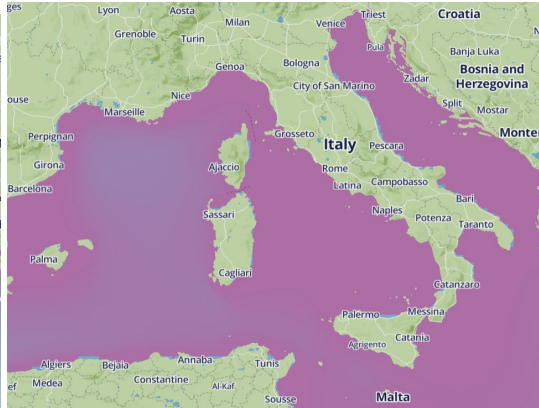 ges
Lyon
Aosta
Milan
Venice
Triest
Croatia
Grenoble
Turin
Pula
Banja Luka
Genoa
Bologna
Bosnia and
Herzegovina
ouse
Nice
City of San Marino
Zadar
Marseille
Split
Mostar
Perpignan
Grosseto
Italy
Pescara
Monter
Girona
Ajaccio
Rome
Barcelona
Latina
Campobasso
Sassari
Naples
Bari
Potenza
Taranto
Palma
Cagliari
Catanzaro
Palermo
Messina
Catania
Agrigento
Algiers
Bejaia
Annaba
Tunis
ef
Medea
Constantine
Al-Kaf
Sousse
Malta